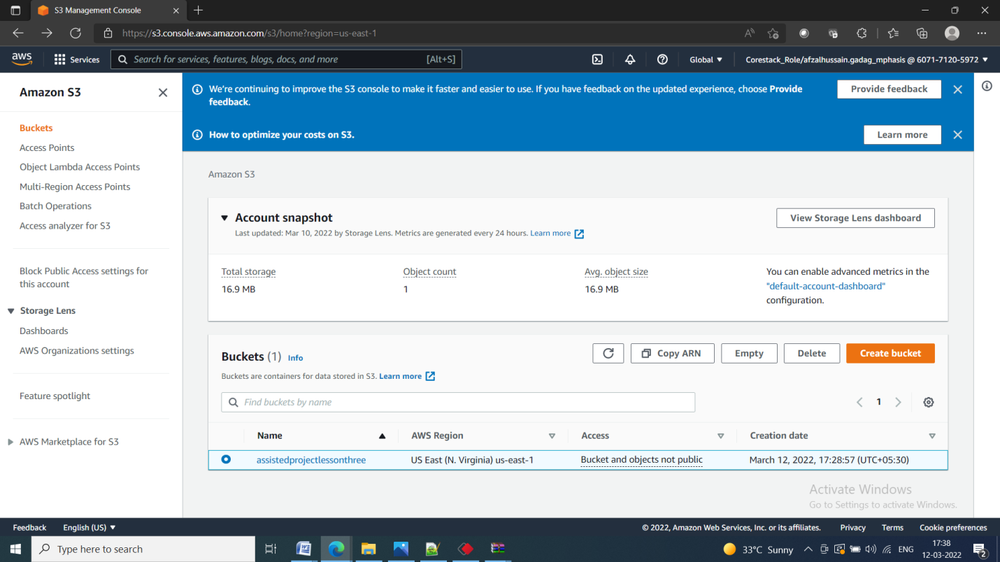 S3 Management Console
https://s3.console.aws.amazon.com/s3/home?region=us-east-1
aws
Services
Search for services, features, blogs, docs, and more
[Alt+S]
Global
Corestack_Role/afzalhussain.gadag_mphasis @ 6071-7120-5972
Amazon S3
Buckets
Access Points
Object Lambda Access Points
Multi-Region Access Points
Batch Operations
Access analyzer for S3
Block Public Access settings for
this account
Storage Lens
Dashboards
AWS Organizations settings
Feature spotlight
AWS Marketplace for S3
We're continuing to improve the S3 console to make it faster and easier to use. If you have feedback on the updated experience, choose Provide
feedback.
Provide feedback
How to optimize your costs on S3.
Learn more
Amazon S3
Account snapshot
Last updated: Mar 10, 2022 by Storage Lens. Metrics are generated every 24 hours. Learn more
View Storage Lens dashboard
Total storage
16.9 MB
Object count
1
Avg. object size
16.9 MB
You can enable advanced metrics in the
"default-account-dashboard"
configuration.
Buckets (1) Info
Buckets are containers for data stored in S3. Learn more
Copy ARN
Empty
Delete
Create bucket
Find buckets by name
1
Name AWS Region Access Creation date
assistedprojectlessonthree US East (N. Virginia) us-east-1 Bucket and objects not public March 12, 2022, 17:28:57 (UTC+05:30)
Activate Windows
Go to Settings to activate Windows.
Feedback English (US) © 2022, Amazon Web Services, Inc. or its affiliates. Privacy Terms Cookie preferences
Type here to search
33°C Sunny
ENG
17:38
12-03-2022
2